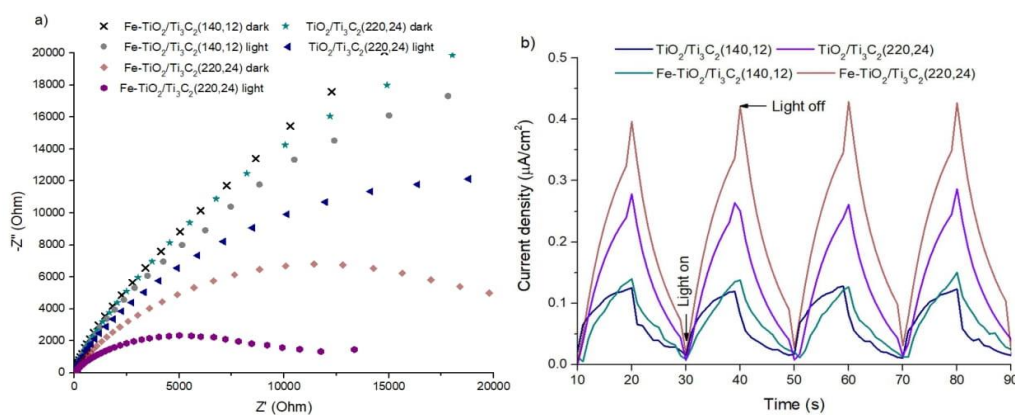 a)
Fe-TiO₂/Ti₃C₂(140,12) dark
TiO₂/Ti₃C₂(220,24) dark
Fe-TiO₂/Ti₃C₂(140,12) light
TiO₂/Ti₃C₂(220,24) light
Fe-TiO₂/Ti₃C₂(220,24) dark
Fe-TiO₂/Ti₃C₂(220,24) light
20000
18000
16000
14000
12000
10000
8000
6000
4000
2000
0
-Z" (Ohm)
0 5000 10000 15000 20000
Z' (Ohm)
b)
TiO₂/Ti₃C₂(140,12) TiO₂/Ti₃C₂(220,24)
Fe-TiO₂/Ti₃C₂(140,12) Fe-TiO₂/Ti₃C₂(220,24)
Light off
Light on
0.5
0.4
0.3
0.2
0.1
0.0
Current density (μA/cm²)
10 20 30 40 50 60 70 80 90
Time (s)